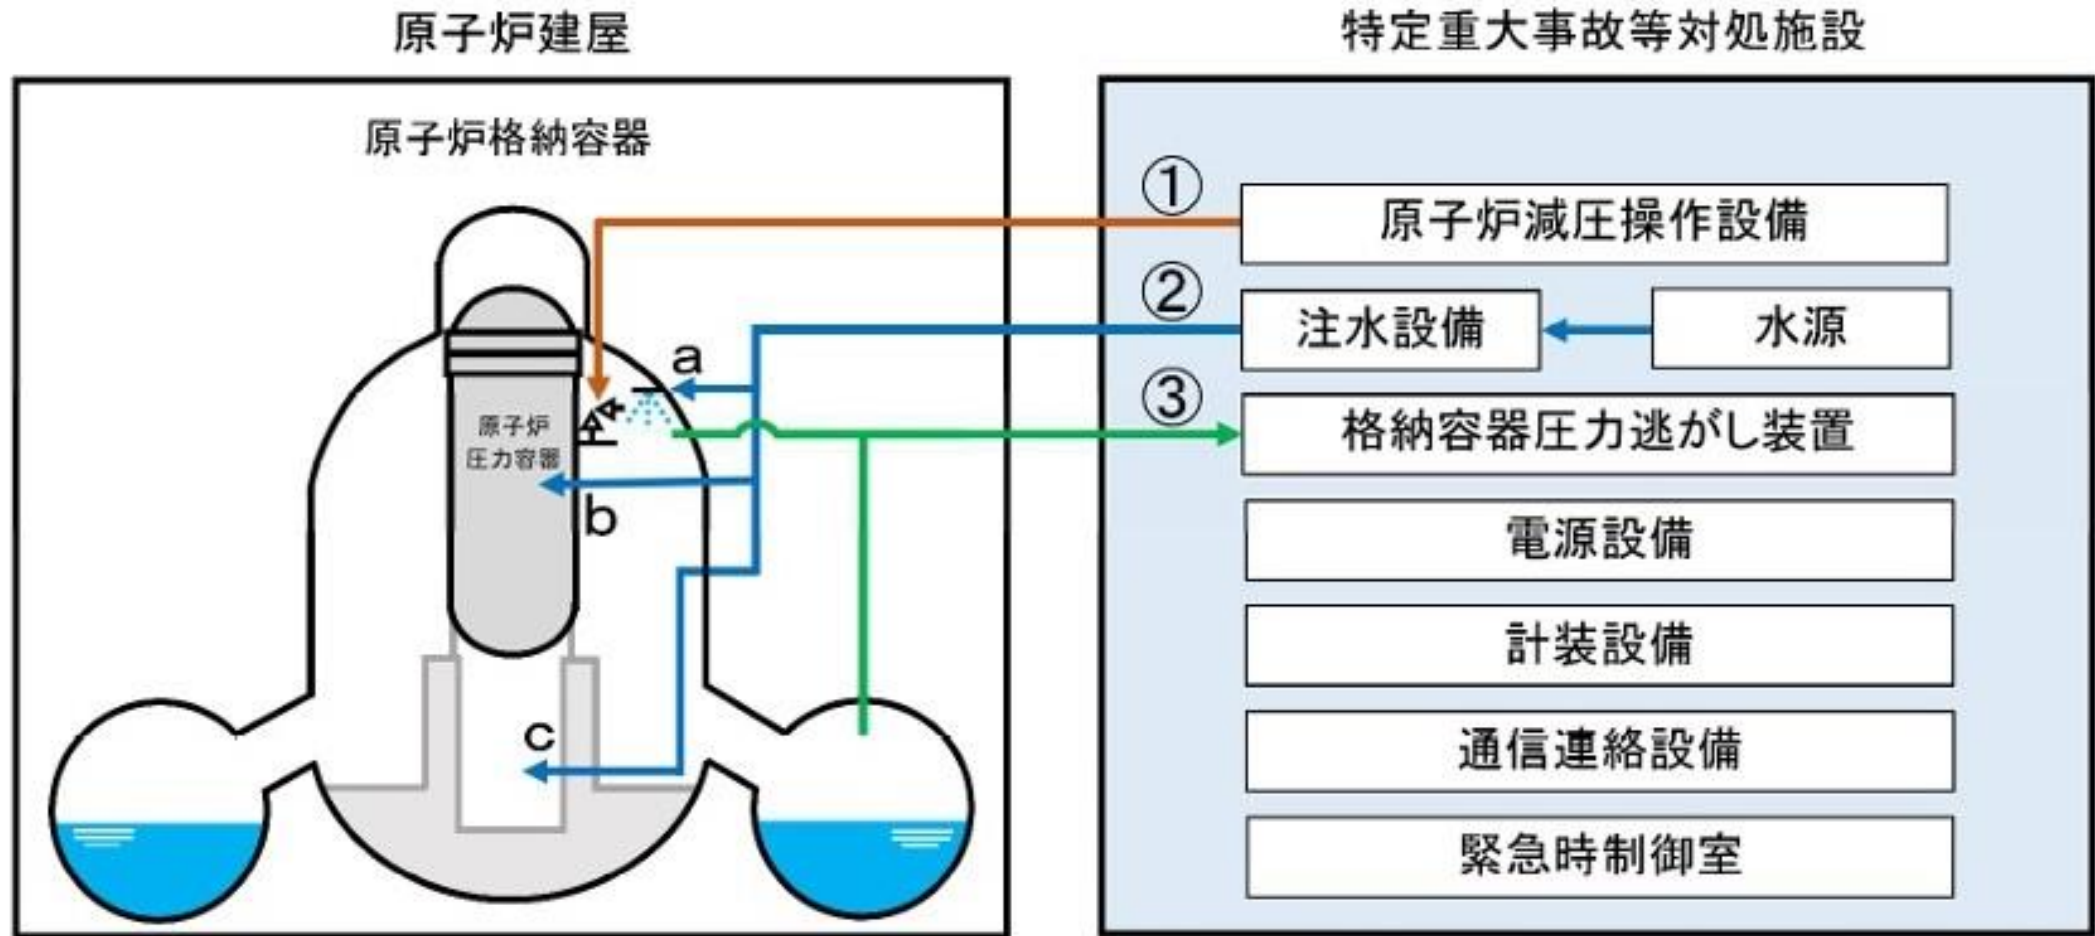 原子炉建屋
特定重大事故等対処施設
原子炉格納容器
①
原子炉減圧操作設備
②
注水設備
水源
a
③
格納容器圧力逃がし装置
原子炉
圧力容器
b
電源設備
計装設備
c
通信連絡設備
緊急時制御室